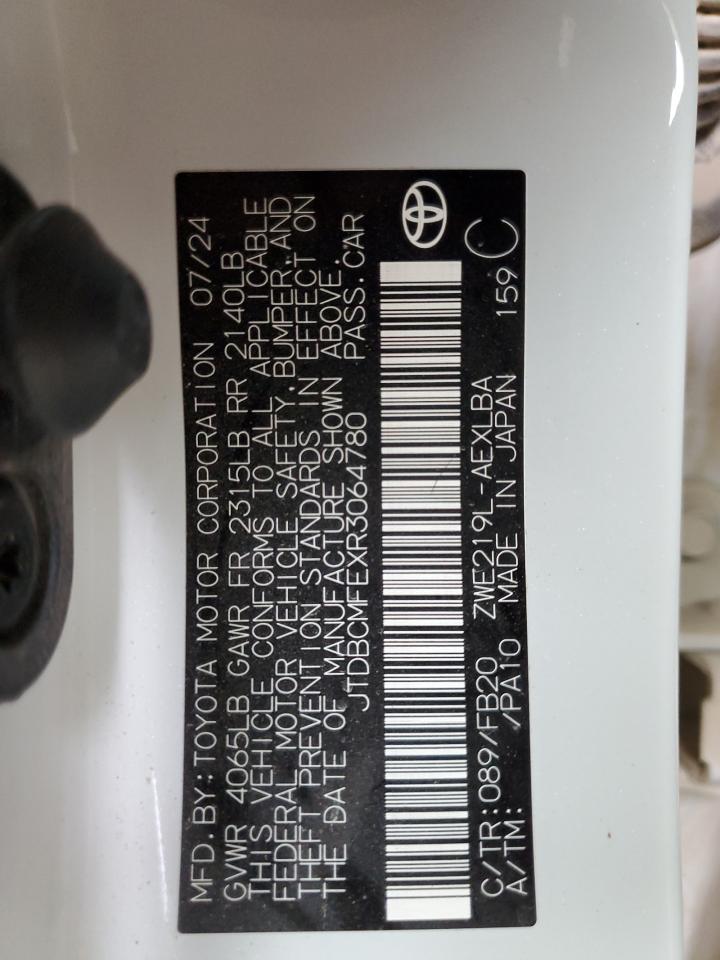 MFD.BY:TOYOTA MOTOR CORPORATION 07/24
GVWR 4065LB GAWR FR 2315LB RR 2140LB
THIS VEHICLE CONFORMS TO ALL APPLICABLE
FEDERAL MOTOR VEHICLE SAFETY,BUMPER,AND
THEFT PREVENTION STANDARDS IN EFFECT ON
THE DATE OF MANUFACTURE SHOWN ABOVE.
JTDBCMFEXR3064780 PASS.CAR
C/TR:089/FB20 ZWE219L-AEXLBA 159 C
A/TM: /PA10 MADE IN JAPAN